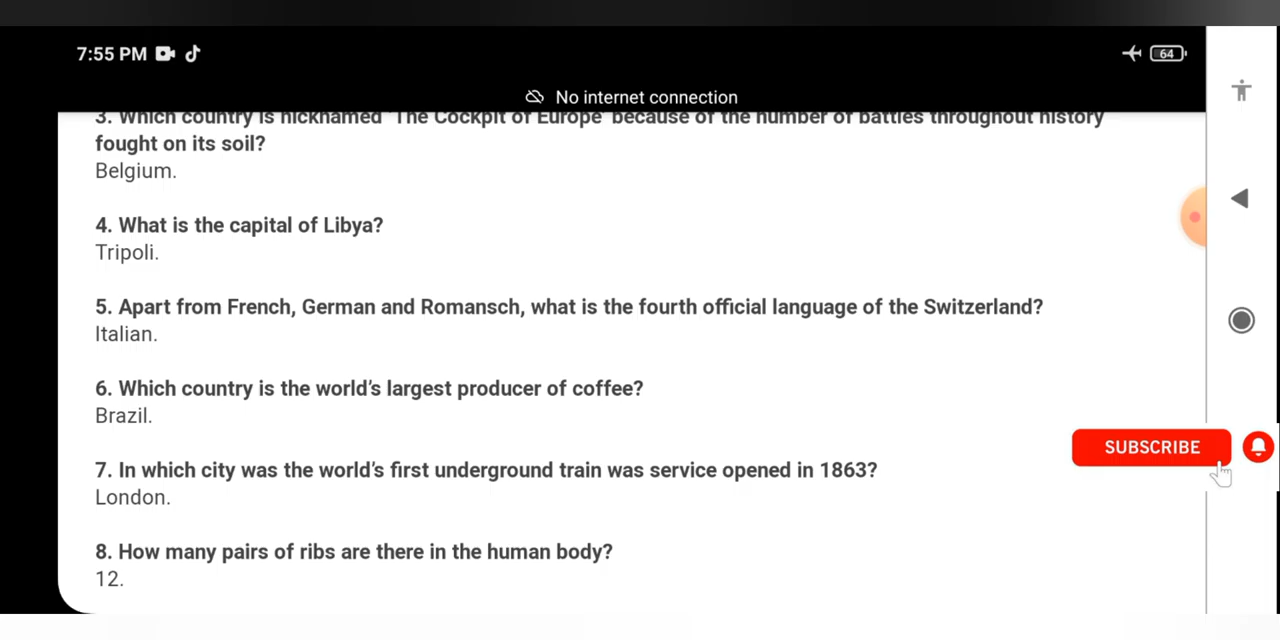 7:55 PM
64
No internet connection
3. Which country is nicknamed 'The Cockpit of Europe' because of the number of battles throughout history
fought on its soil?
Belgium.
4. What is the capital of Libya?
Tripoli.
5. Apart from French, German and Romansch, what is the fourth official language of the Switzerland?
Italian.
6. Which country is the world's largest producer of coffee?
Brazil.
SUBSCRIBE
7. In which city was the world's first underground train was service opened in 1863?
London.
8. How many pairs of ribs are there in the human body?
12.